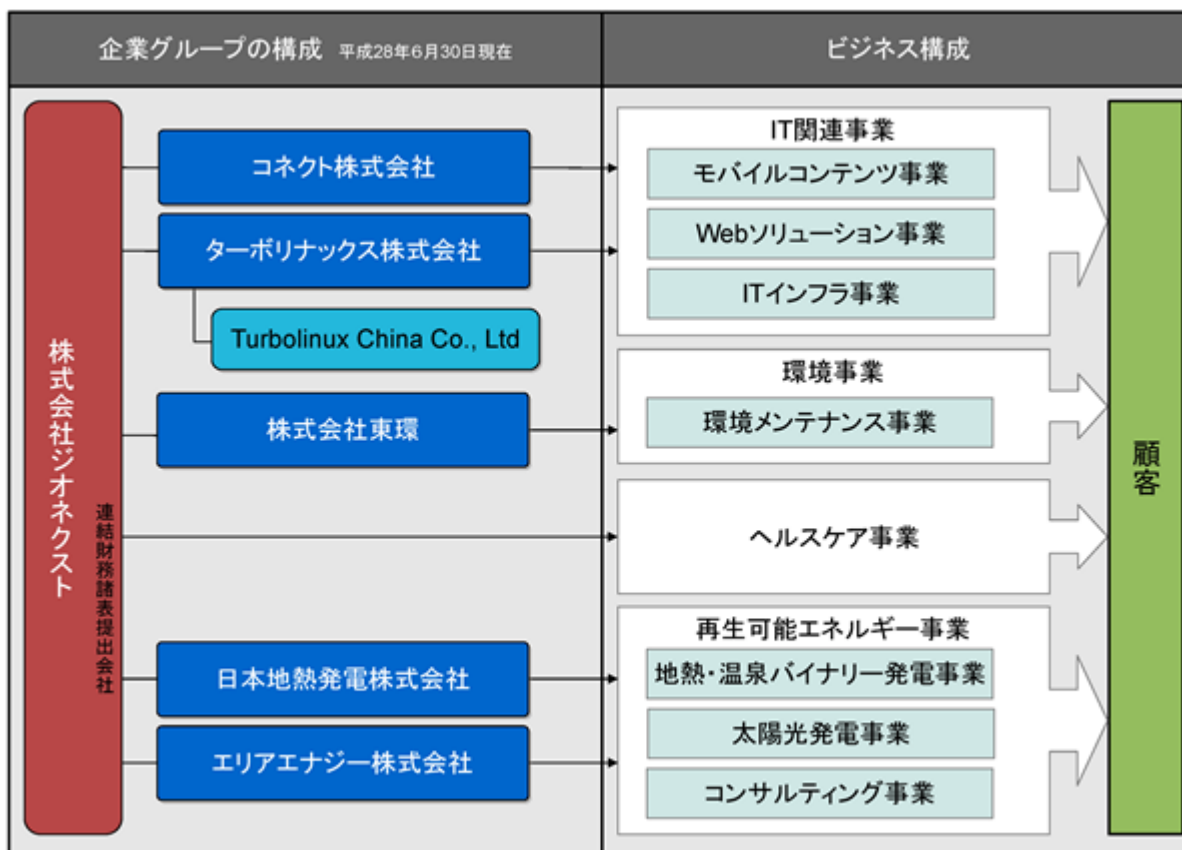 企業グループの構成 平成28年6月30日現在
ビジネス構成
株式会社ジオネクスト
連結財務諸表提出会社
コネクト株式会社
ターボリナックス株式会社
Turbolinux China Co., Ltd
株式会社東環
日本地熱発電株式会社
エリアエナジー株式会社
IT関連事業
モバイルコンテンツ事業
Webソリューション事業
ITインフラ事業
環境事業
環境メンテナンス事業
ヘルスケア事業
再生可能エネルギー事業
地熱・温泉バイナリー発電事業
太陽光発電事業
コンサルティング事業
顧客